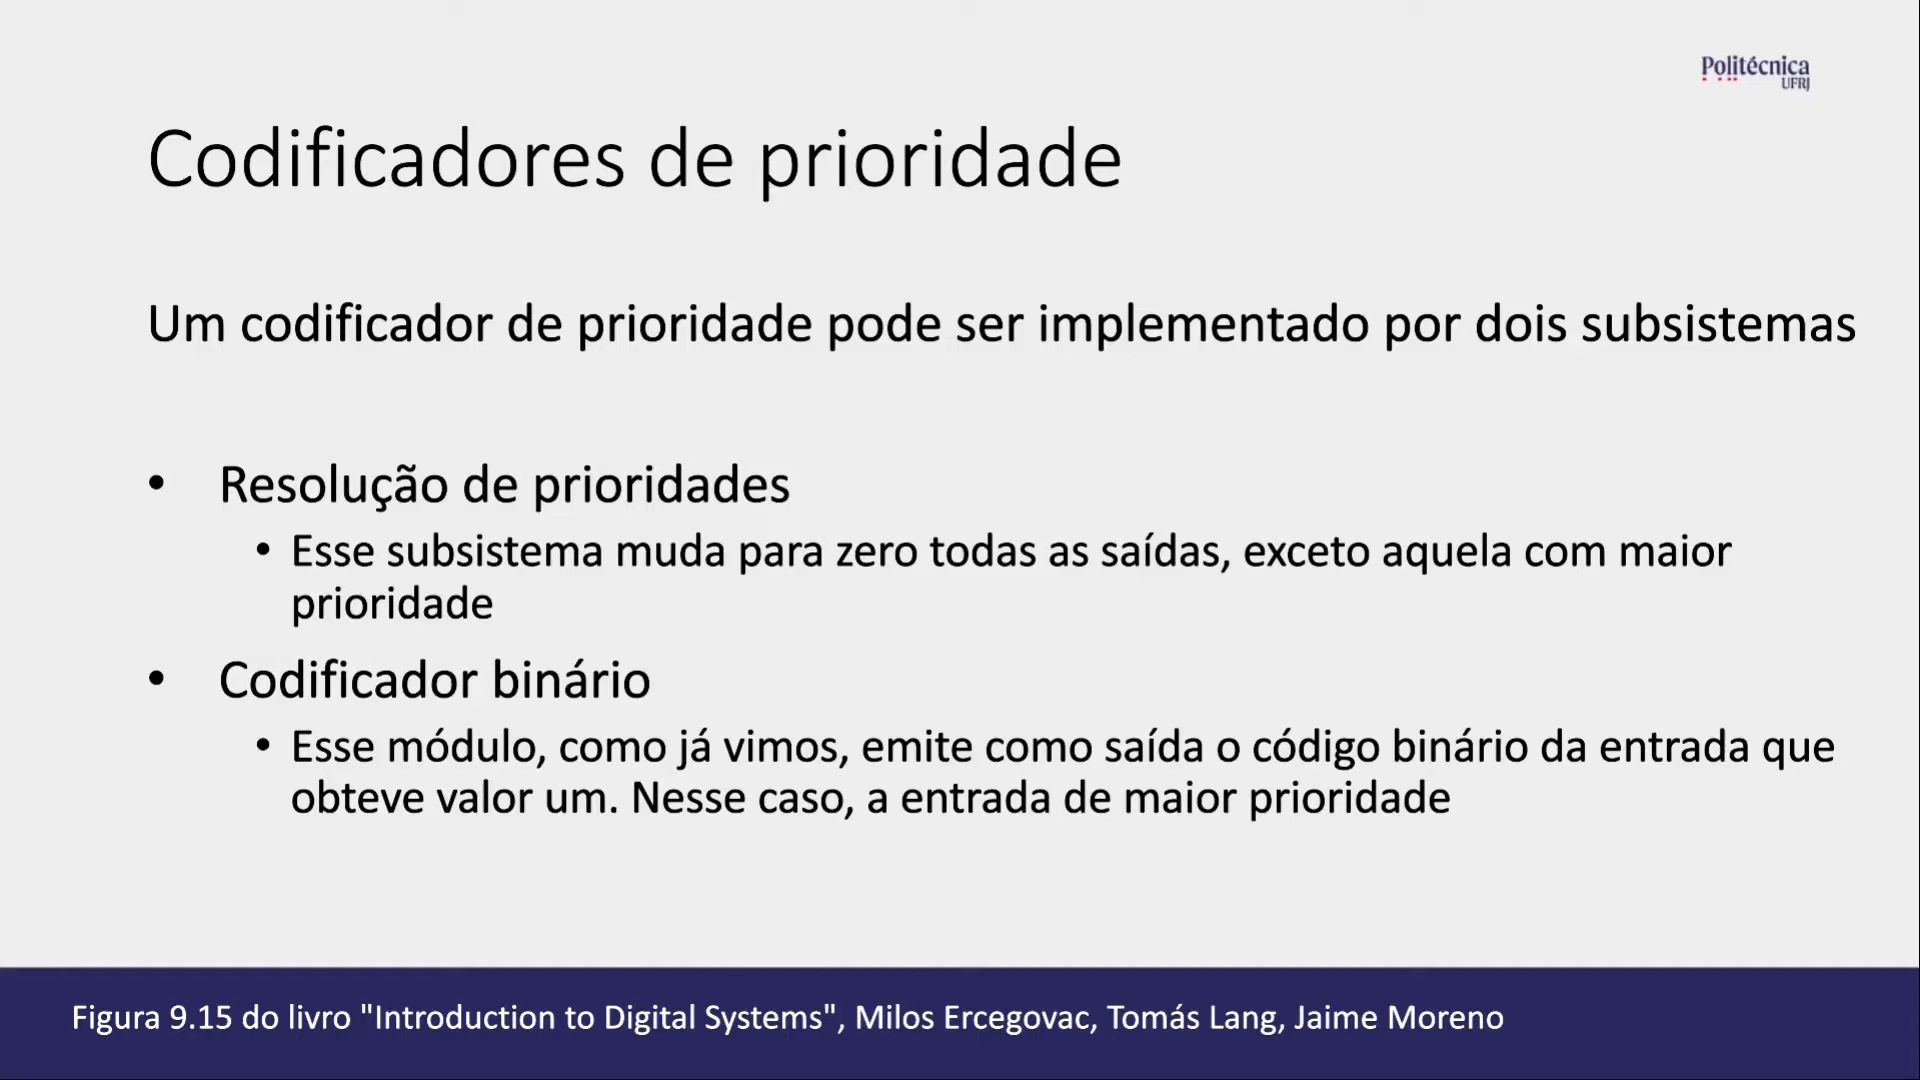 Politécnica
UFRJ
Codificadores de prioridade
Um codificador de prioridade pode ser implementado por dois subsistemas
• Resolução de prioridades
• Esse subsistema muda para zero todas as saídas, exceto aquela com maior
prioridade
• Codificador binário
• Esse módulo, como já vimos, emite como saída o código binário da entrada que
obteve valor um. Nesse caso, a entrada de maior prioridade
Figura 9.15 do livro "Introduction to Digital Systems", Milos Ercegovac, Tomás Lang, Jaime Moreno